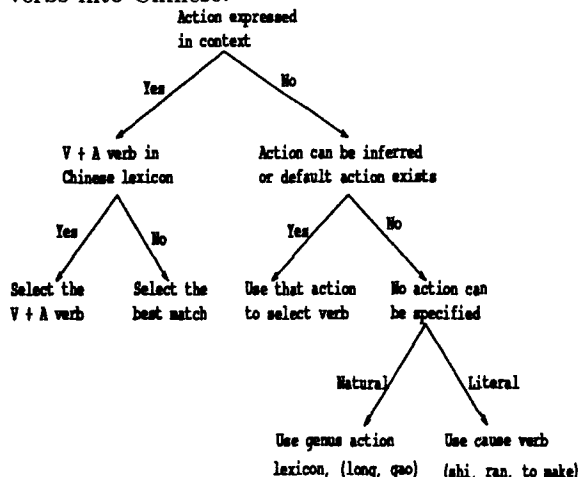 verbs into Chinese.
Action expressed
in context
Yes
No
V + A verb in
Chinese lexicon
Action can be inferred
or default action exists
Yes
No
Yes
No
Select the
V + A verb
Select the
best match
Use that action
to select verb
No action can
be specified
Natural
Literal
Use genus action
lexicon, (long, gao)
Use cause verb
(shi, ran, to make)